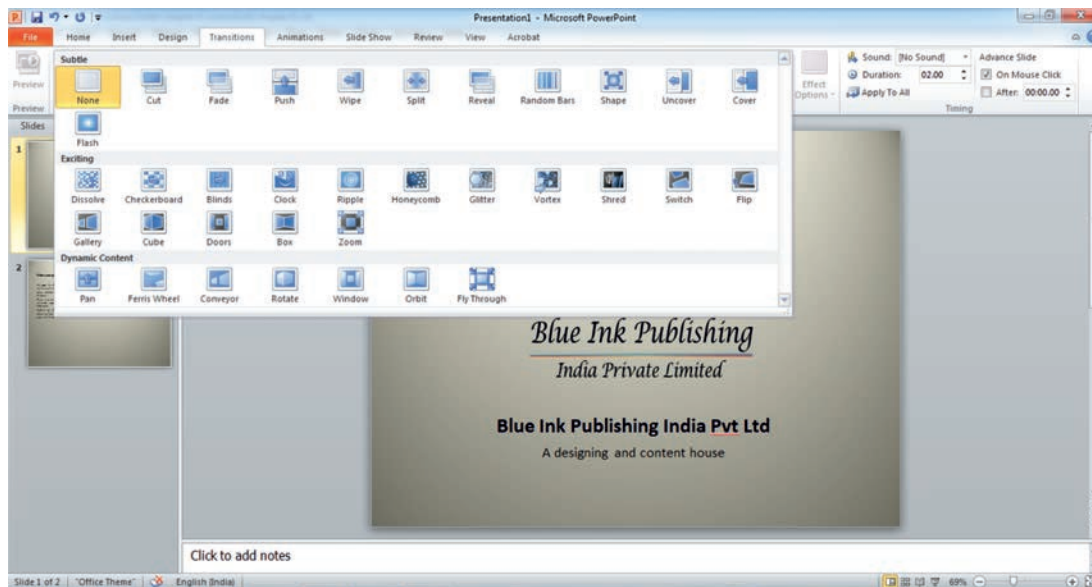 Presentation1 - Microsoft PowerPoint
File Home Insert Design Transitions Animations Slide Show Review View Acrobat
Preview
Preview
Subtle
None Cut Fade Push Wipe Split Reveal Random Bars Shape Uncover Cover
Flash
Exciting
Dissolve Checkerboard Blinds Clock Ripple Honeycomb Glitter Vortex Shred Switch Flip
Gallery Cube Doors Box Zoom
Dynamic Content
Pan Ferris Wheel Conveyor Rotate Window Orbit Fly Through
Effect Options
Sound: [No Sound]
Duration: 02.00
Apply To All
Advance Slide
On Mouse Click
After: 00:00.00
Timing
Slides
1
2
Blue Ink Publishing
India Private Limited
Blue Ink Publishing India Pvt Ltd
A designing and content house
Click to add notes
Slide 1 of 2 "Office Theme" English (India) 69%